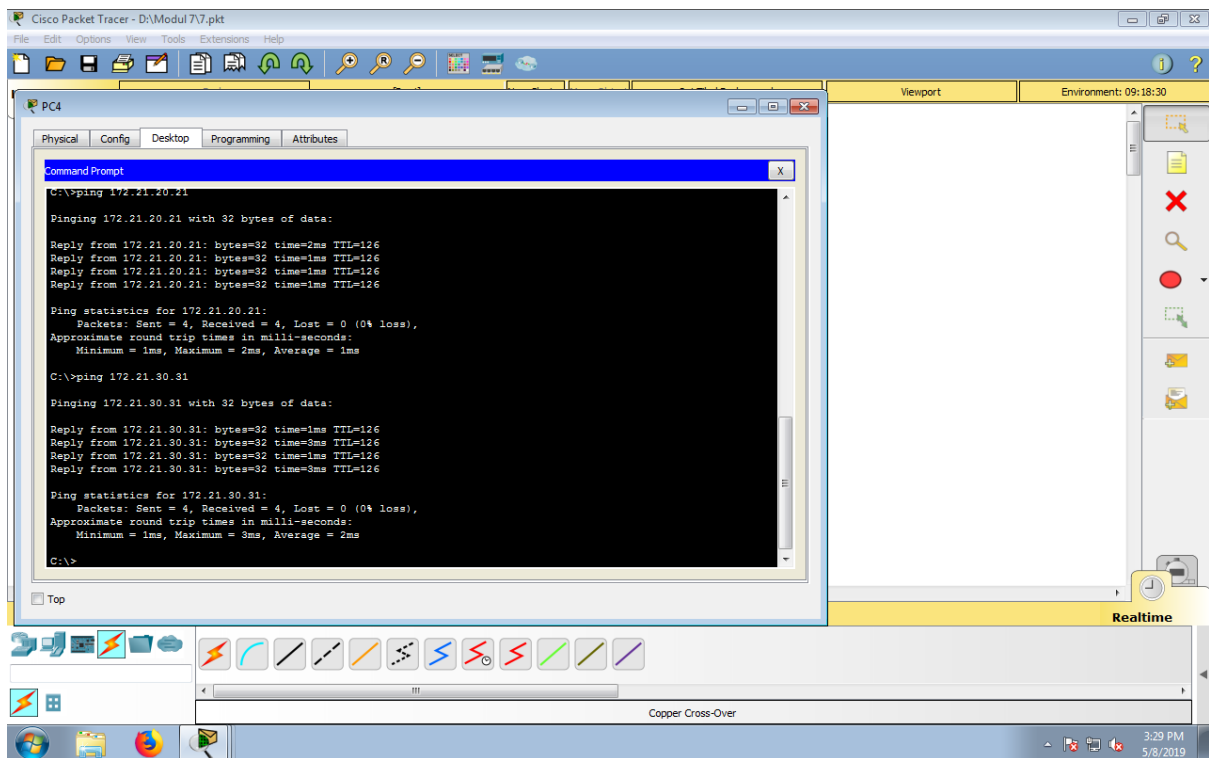 Cisco Packet Tracer - D:\Modul 7\7.pkt
File Edit Options View Tools Extensions Help
Viewport
Environment: 09:18:30
PC4
Physical Config Desktop Programming Attributes
Command Prompt
X
C:\>ping 172.21.20.21
Pinging 172.21.20.21 with 32 bytes of data:
Reply from 172.21.20.21: bytes=32 time=2ms TTL=126
Reply from 172.21.20.21: bytes=32 time=1ms TTL=126
Reply from 172.21.20.21: bytes=32 time=1ms TTL=126
Reply from 172.21.20.21: bytes=32 time=1ms TTL=126
Ping statistics for 172.21.20.21:
Packets: Sent = 4, Received = 4, Lost = 0 (0% loss),
Approximate round trip times in milli-seconds:
Minimum = 1ms, Maximum = 2ms, Average = 1ms
C:\>ping 172.21.30.31
Pinging 172.21.30.31 with 32 bytes of data:
Reply from 172.21.30.31: bytes=32 time=1ms TTL=126
Reply from 172.21.30.31: bytes=32 time=3ms TTL=126
Reply from 172.21.30.31: bytes=32 time=1ms TTL=126
Reply from 172.21.30.31: bytes=32 time=3ms TTL=126
Ping statistics for 172.21.30.31:
Packets: Sent = 4, Received = 4, Lost = 0 (0% loss),
Approximate round trip times in milli-seconds:
Minimum = 1ms, Maximum = 3ms, Average = 2ms
C:\>
Top
Realtime
Copper Cross-Over
3:29 PM
5/8/2019